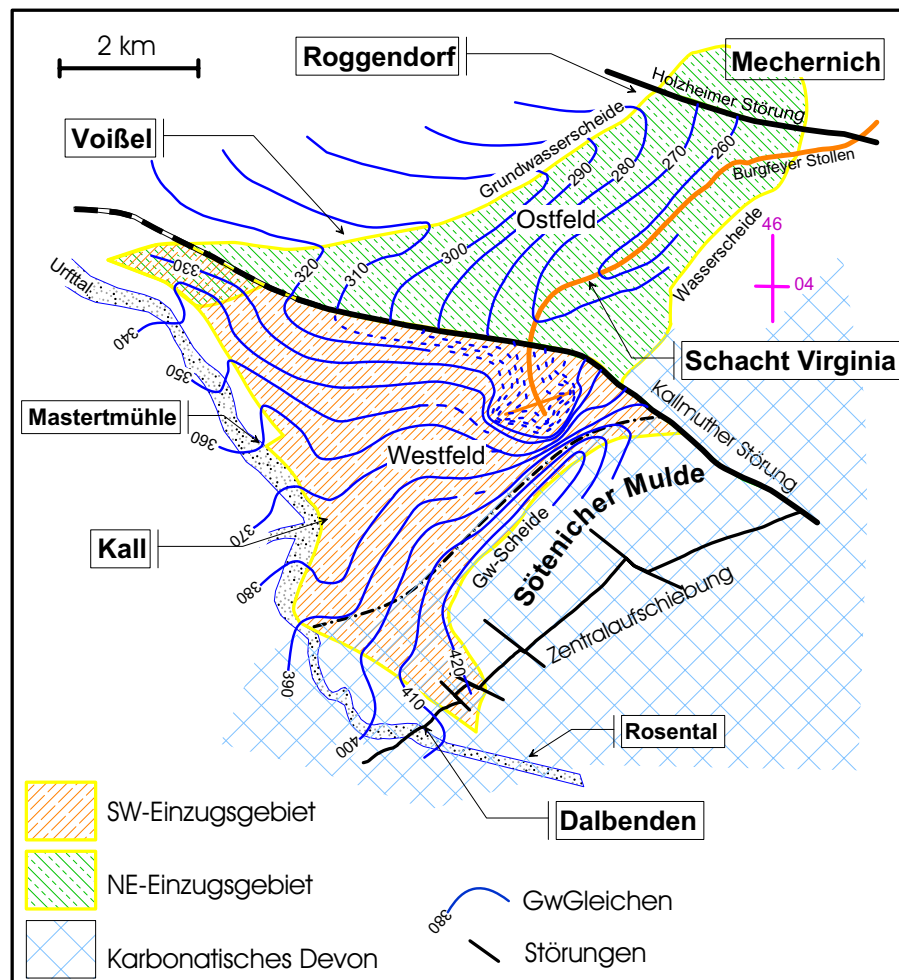 2 km
Roggendorf
Mechernich
Holzheimer Störung
Voißel
Grundwasserscheide
Burgfeyer Stollen
290
280
270
260
Ostfeld
Wasserscheide
46
04
300
310
320
330
Urfttal
340
Schacht Virginia
350
Mastertmühle
360
Kallmuther Störung
Westfeld
Sötenicher Mulde
Gw-Scheide
370
Kall
380
Zentralaufschiebung
390
420
410
400
Rosental
Dalbenden
SW-Einzugsgebiet
NE-Einzugsgebiet
380
GwGleichen
Karbonatisches Devon
Störungen